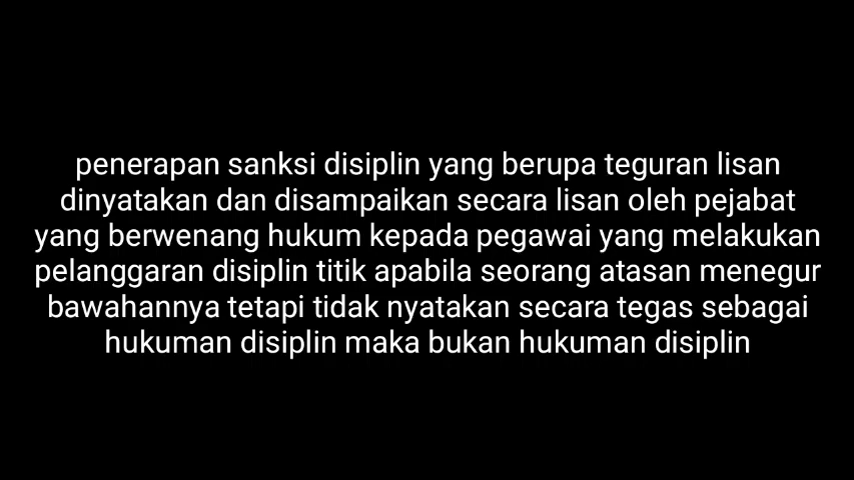 penerapan sanksi disiplin yang berupa teguran lisan
dinyatakan dan disampaikan secara lisan oleh pejabat
yang berwenang hukum kepada pegawai yang melakukan
pelanggaran disiplin titik apabila seorang atasan menegur
bawahannya tetapi tidak nyatakan secara tegas sebagai
hukuman disiplin maka bukan hukuman disiplin